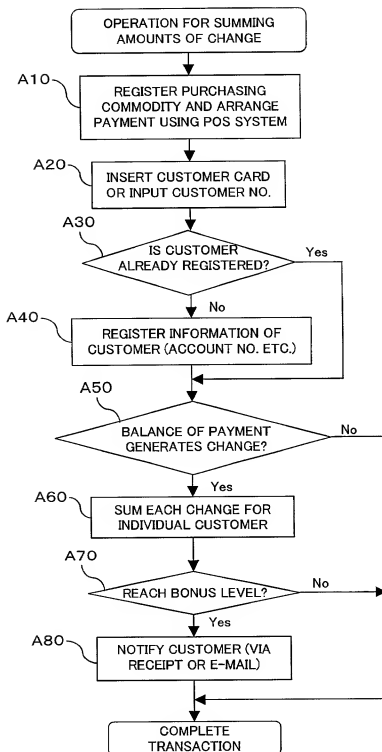 OPERATION FOR SUMMING
AMOUNTS OF CHANGE
A10
REGISTER PURCHASING
COMMODITY AND ARRANGE
PAYMENT USING POS SYSTEM
A20
INSERT CUSTOMER CARD
OR INPUT CUSTOMER NO.
A30
IS CUSTOMER
ALREADY REGISTERED?
Yes
No
A40
REGISTER INFORMATION OF
CUSTOMER (ACCOUNT NO. ETC.)
A50
BALANCE OF PAYMENT
GENERATES CHANGE?
No
Yes
A60
SUM EACH CHANGE FOR
INDIVIDUAL CUSTOMER
A70
REACH BONUS LEVEL?
No
Yes
A80
NOTIFY CUSTOMER (VIA
RECEIPT OR E-MAIL)
COMPLETE
TRANSACTION